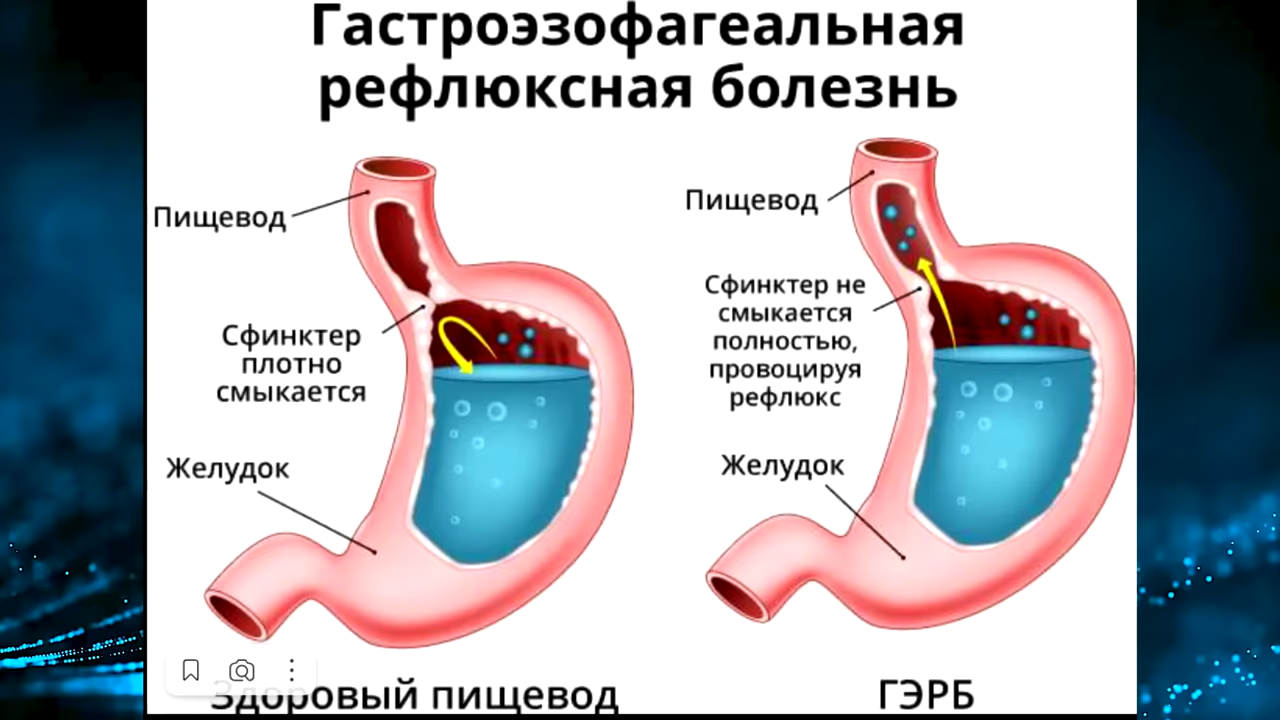 Гастроэзофагеальная
рефлюксная болезнь
Пищевод
Сфинктер
плотно
смыкается
Желудок
Здоровый пищевод
Пищевод
Сфинктер не
смыкается
полностью,
провоцируя
рефлюкс
Желудок
ГЭРБ